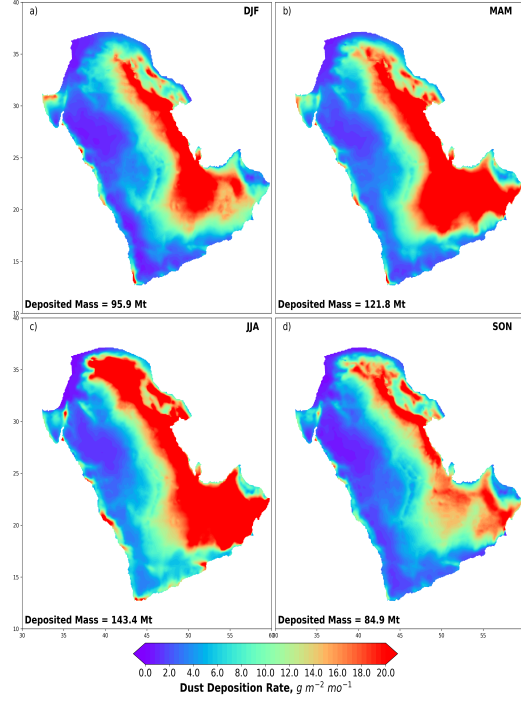 40
a) DJF
b) MAM
35
30
25
20
15
Deposited Mass = 95.9 Mt
Deposited Mass = 121.8 Mt
10
40
c) JJA
d) SON
35
30
25
20
15
Deposited Mass = 143.4 Mt
Deposited Mass = 84.9 Mt
10
30 35 40 45 50 55 35 40 45 50 55
0.0 2.0 4.0 6.0 8.0 10.0 12.0 14.0 16.0 18.0 20.0
Dust Deposition Rate, g m⁻² mo⁻¹